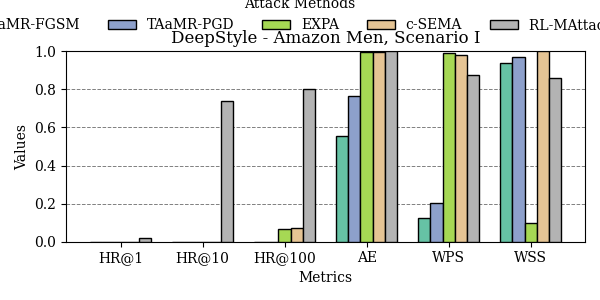 Attack Methods
aMR-FGSM TAaMR-PGD EXPA c-SEMA RL-MAttac
DeepStyle - Amazon Men, Scenario I
1.0
0.8
0.6
0.4
0.2
0.0
Values
HR@1 HR@10 HR@100 AE WPS WSS
Metrics